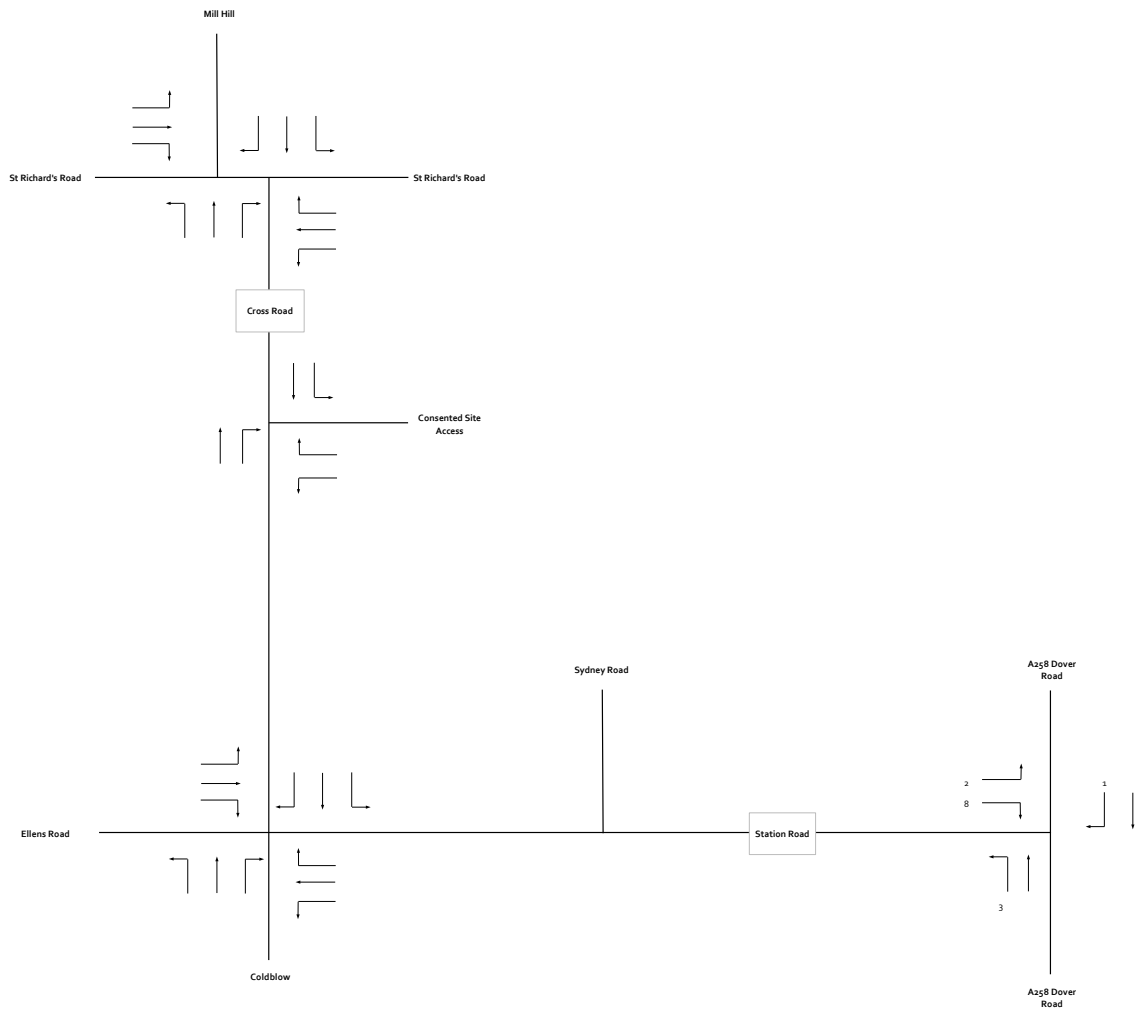 Mill Hill
St Richard's Road
St Richard's Road
Cross Road
Consented Site
Access
Sydney Road
A258 Dover
Road
2
1
8
Ellens Road
Station Road
3
Coldblow
A258 Dover
Road